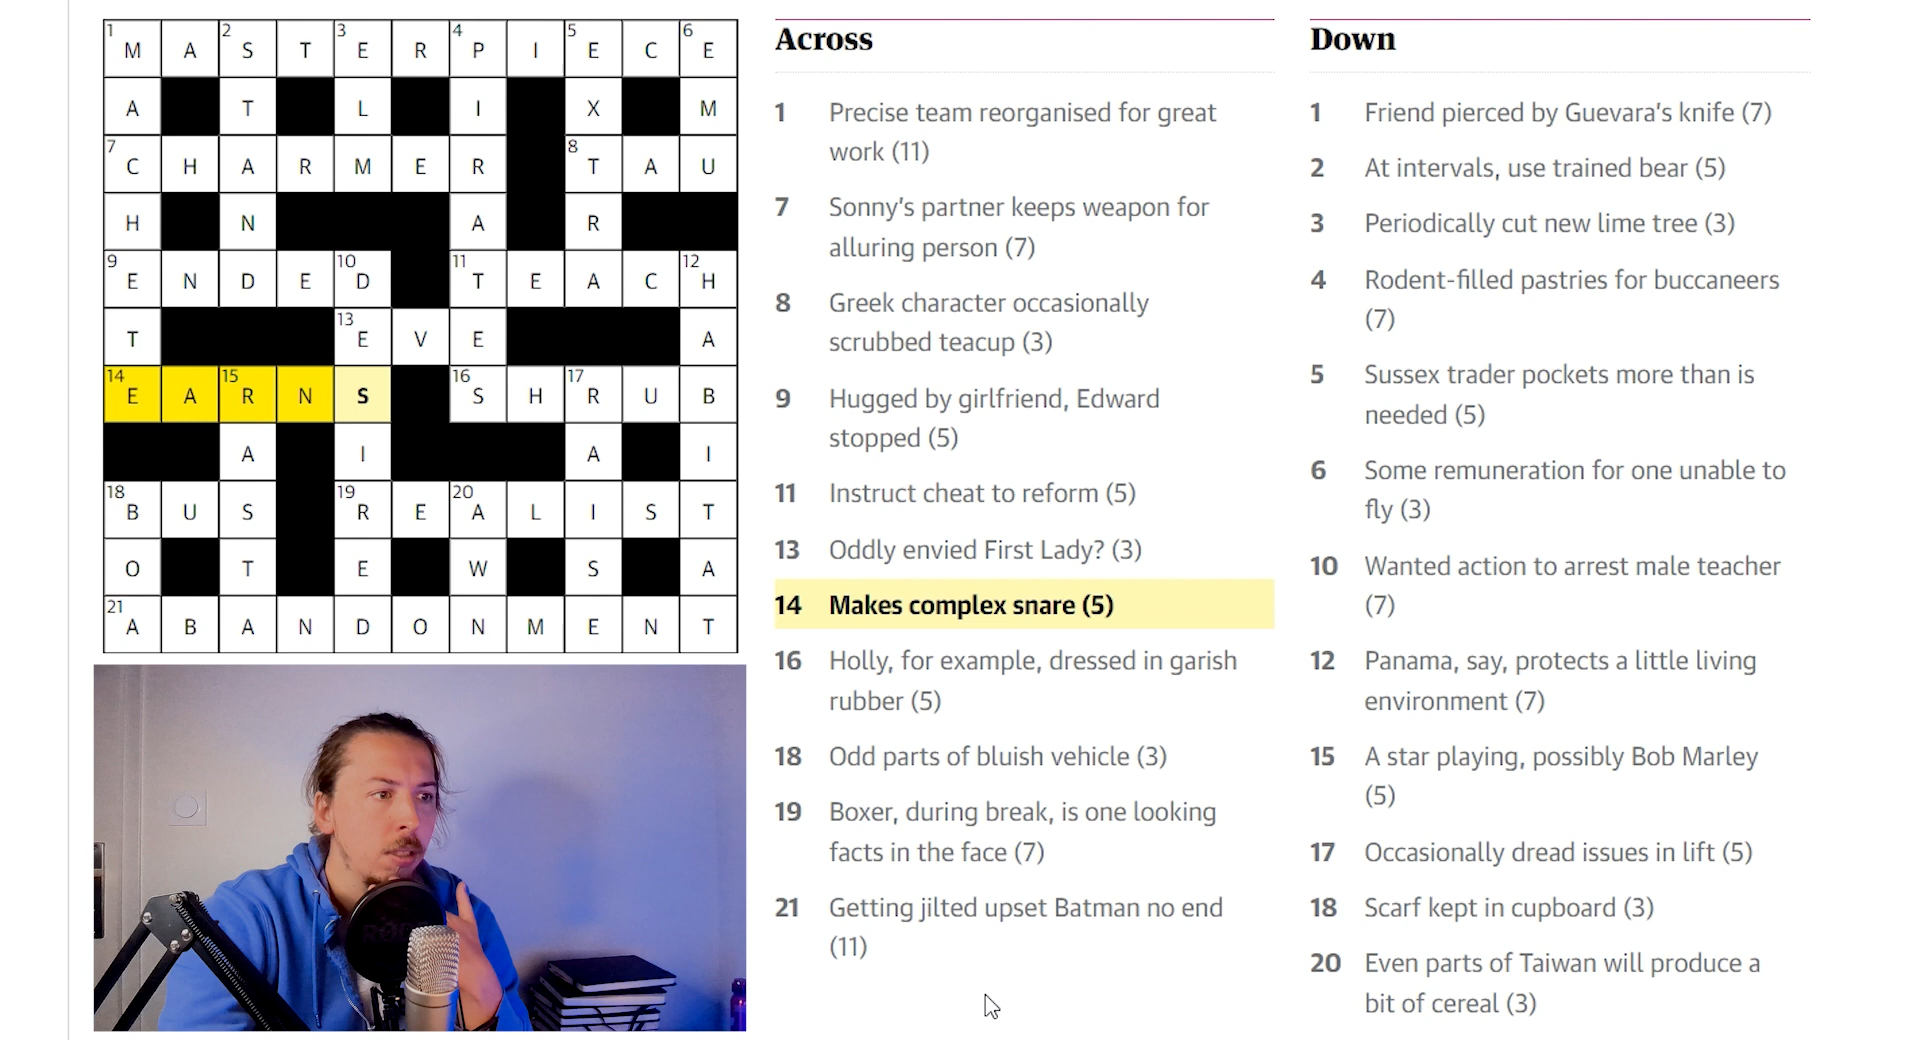 1 2 3 4 5 6
M A S T E R P I E C E
A T L I X M
7 8
C H A R M E R T A U
H N A R
9 10 11 12
E N D E D T E A C H
13
T E V E A
14 15 16 17
E A R N S S H R U B
A I A I
18 19 20
B U S R E A L I S T
O T E W S A
21
A B A N D O N M E N T
Across
1 Precise team reorganised for great
work (11)
7 Sonny's partner keeps weapon for
alluring person (7)
8 Greek character occasionally
scrubbed teacup (3)
9 Hugged by girlfriend, Edward
stopped (5)
11 Instruct cheat to reform (5)
13 Oddly envied First Lady? (3)
14 Makes complex snare (5)
16 Holly, for example, dressed in garish
rubber (5)
18 Odd parts of bluish vehicle (3)
19 Boxer, during break, is one looking
facts in the face (7)
21 Getting jilted upset Batman no end
(11)
Down
1 Friend pierced by Guevara's knife (7)
2 At intervals, use trained bear (5)
3 Periodically cut new lime tree (3)
4 Rodent-filled pastries for buccaneers
(7)
5 Sussex trader pockets more than is
needed (5)
6 Some remuneration for one unable to
fly (3)
10 Wanted action to arrest male teacher
(7)
12 Panama, say, protects a little living
environment (7)
15 A star playing, possibly Bob Marley
(5)
17 Occasionally dread issues in lift (5)
18 Scarf kept in cupboard (3)
20 Even parts of Taiwan will produce a
bit of cereal (3)